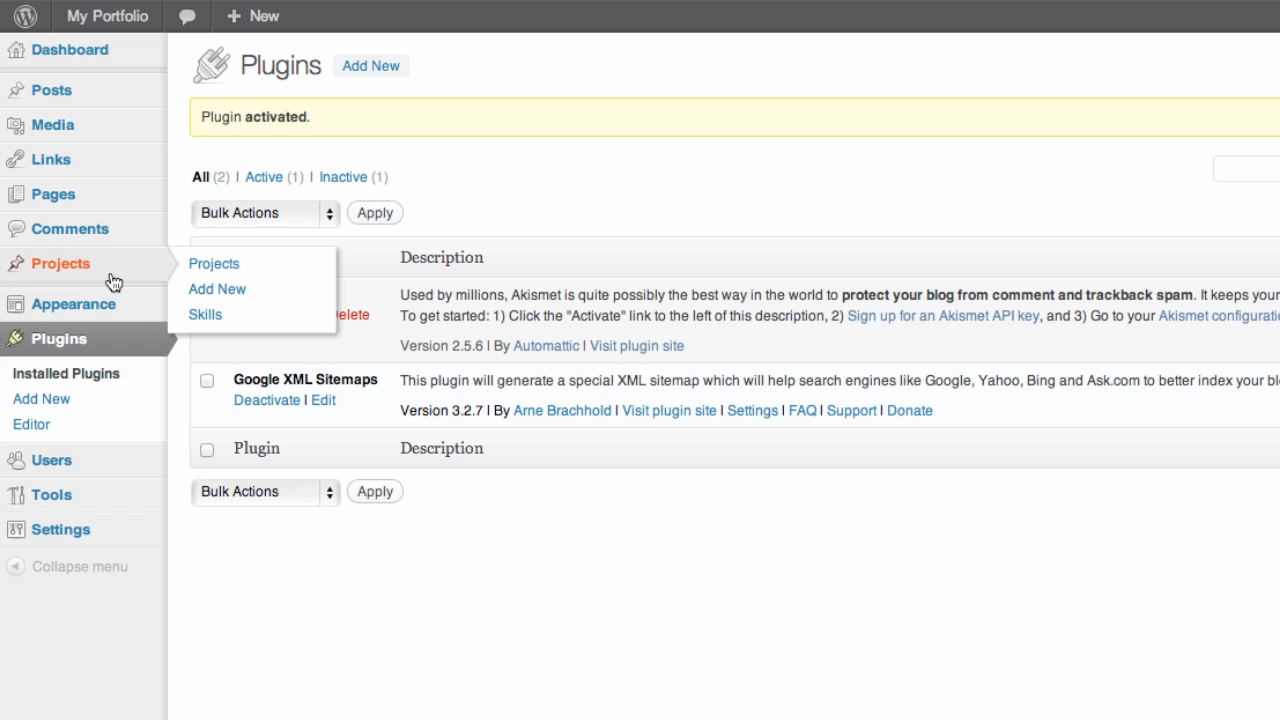 My Portfolio
New
Dashboard
Posts
Media
Links
Pages
Comments
Projects
Appearance
Plugins
Installed Plugins
Add New
Editor
Users
Tools
Settings
Collapse menu
Projects
Add New
Skills
Plugins Add New
Plugin activated.
All (2) | Active (1) | Inactive (1)
Bulk Actions Apply
Description
Used by millions, Akismet is quite possibly the best way in the world to protect your blog from comment and trackback spam. It keeps your
To get started: 1) Click the "Activate" link to the left of this description, 2) Sign up for an Akismet API key, and 3) Go to your Akismet
Version 2.5.6 | By Automattic | Visit plugin site
Google XML Sitemaps
Deactivate | Edit
This plugin will generate a special XML sitemap which will help search engines like Google, Yahoo, Bing and Ask.com to better index your
Version 3.2.7 | By Arne Brachhold | Visit plugin site | Settings | FAQ | Support | Donate
Plugin Description
Bulk Actions Apply